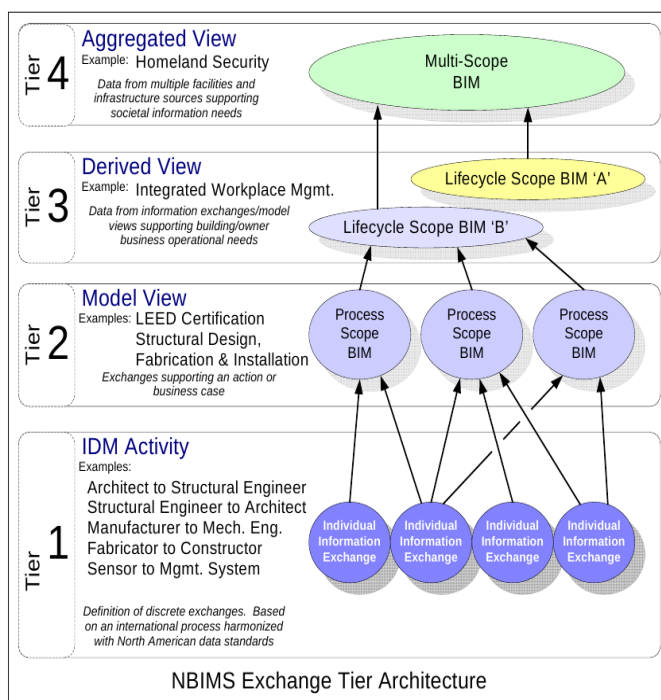 Tier 4
Aggregated View
Example: Homeland Security
Data from multiple facilities and
infrastructure sources supporting
societal information needs
Multi-Scope
BIM
Tier 3
Derived View
Example: Integrated Workplace Mgmt.
Data from information exchanges/model
views supporting building/owner
business operational needs
Lifecycle Scope BIM ‘A’
Lifecycle Scope BIM ‘B’
Tier 2
Model View
Examples: LEED Certification
Structural Design,
Fabrication & Installation
Exchanges supporting an action or
business case
Process
Scope
BIM
Process
Scope
BIM
Process
Scope
BIM
Tier 1
IDM Activity
Examples:
Architect to Structural Engineer
Structural Engineer to Architect
Manufacturer to Mech. Eng.
Fabricator to Constructor
Sensor to Mgmt. System
Definition of discrete exchanges. Based
on an international process harmonized
with North American data standards
Individual
Information
Exchange
Individual
Information
Exchange
Individual
Information
Exchange
Individual
Information
Exchange
NBIMS Exchange Tier Architecture